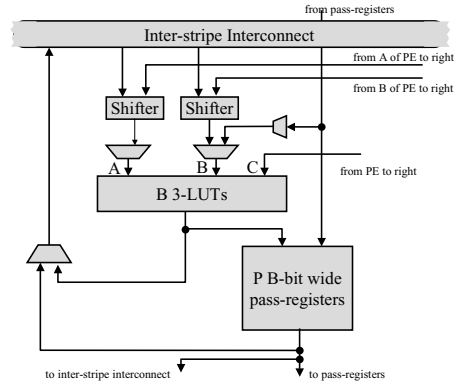 from pass-registers
Inter-stripe Interconnect
from A of PE to right
from B of PE to right
Shifter
Shifter
A
B
C
from PE to right
B 3-LUTs
P B-bit wide
pass-registers
to inter-stripe interconnect
to pass-registers